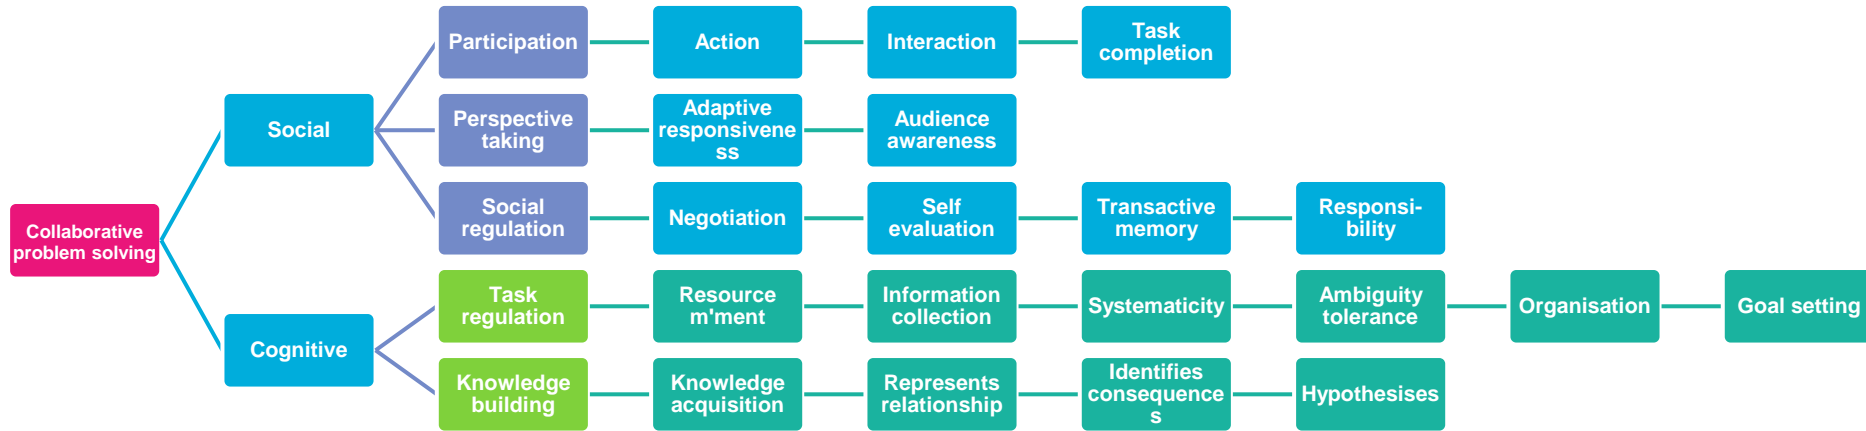 Collaborative
problem solving
Social
Cognitive
Participation
Action
Interaction
Task
completion
Perspective
taking
Adaptive
responsivene
ss
Audience
awareness
Social
regulation
Negotiation
Self
evaluation
Transactive
memory
Responsi-
bility
Task
regulation
Resource
m'ment
Information
collection
Systematicity
Ambiguity
tolerance
Organisation
Goal setting
Knowledge
building
Knowledge
acquisition
Represents
relationship
Identifies
consequence
s
Hypothesises